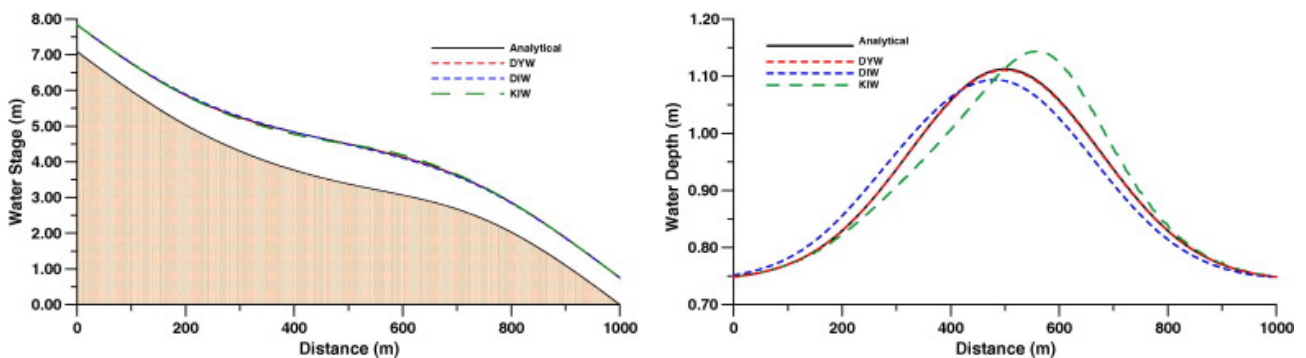 8.00
7.00
6.00
5.00
4.00
3.00
2.00
1.00
0.00
Water Stage (m)
Analytical
DYW
DIW
KIW
0
200
400
600
800
1000
Distance (m)
1.20
1.10
1.00
0.90
0.80
0.70
Water Depth (m)
Analytical
DYW
DIW
KIW
0
200
400
600
800
1000
Distance (m)